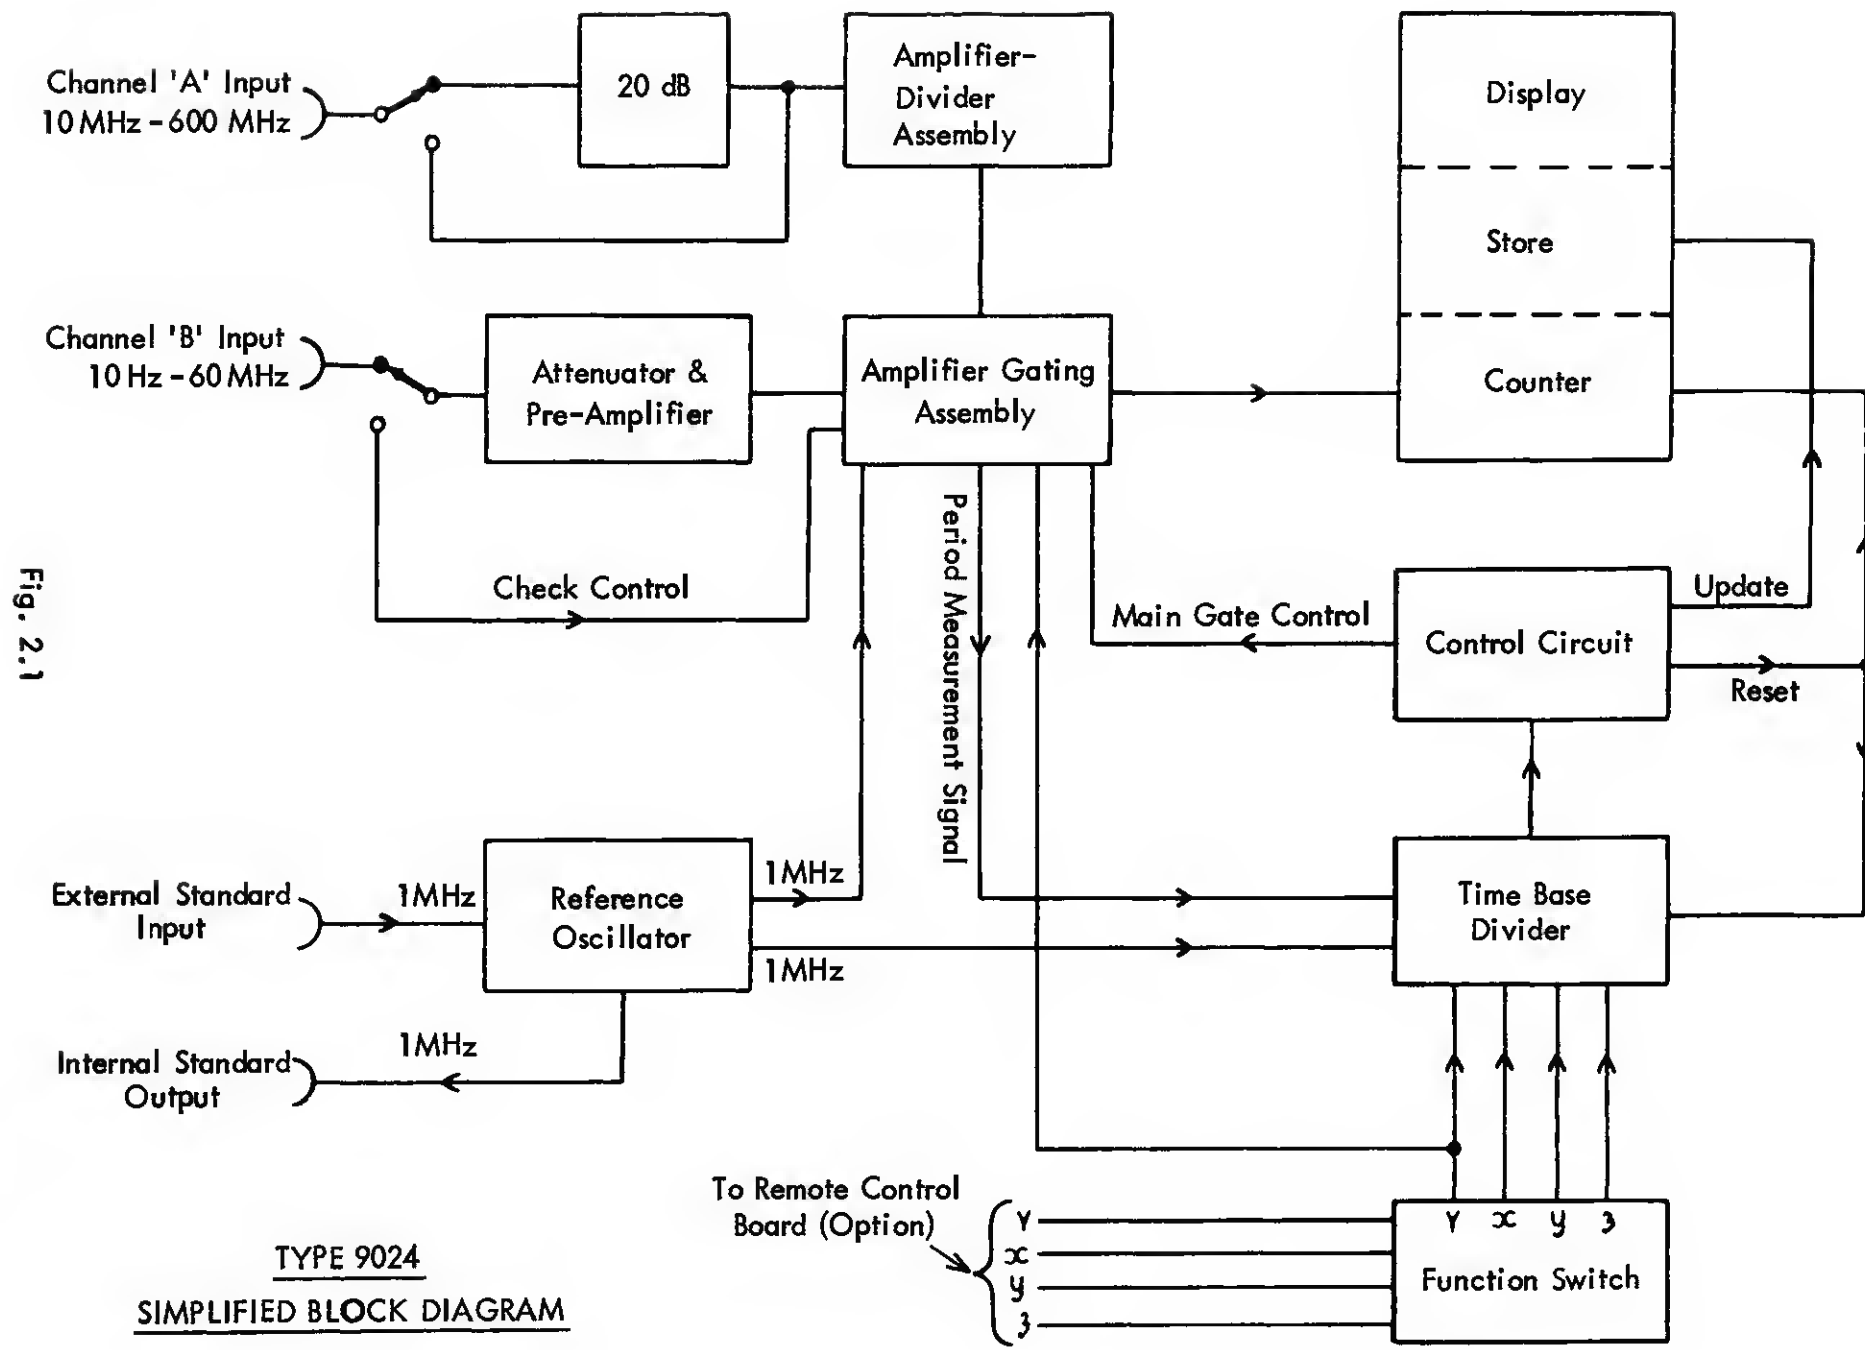 Channel 'A' Input
10 MHz - 600 MHz
20 dB
Amplifier-
Divider
Assembly
Display
Store
Counter
Channel 'B' Input
10 Hz - 60 MHz
Attenuator &
Pre-Amplifier
Amplifier Gating
Assembly
Check Control
Period Measurement Signal
Main Gate Control
Control Circuit
Update
Reset
Fig. 2.1
External Standard
Input
1MHz
Reference
Oscillator
1MHz
1MHz
Time Base
Divider
Internal Standard
Output
1MHz
To Remote Control
Board (Option)
Y
x
y
z
Y x y z
Function Switch
TYPE 9024
SIMPLIFIED BLOCK DIAGRAM